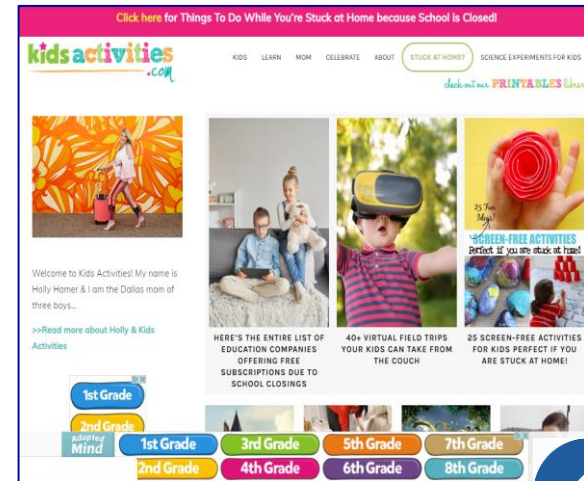 Click here for Things To Do While You're Stuck at Home because School is Closed!
kids activities
.com
KIDS LEARN MOM CELEBRATE ABOUT STUCK AT HOME? SCIENCE EXPERIMENTS FOR KIDS
check out our PRINTABLES
Welcome to Kids Activities! My name is
Holly Homer & I am the Dallas mom of
three boys...
>>Read more about Holly & Kids
Activities
25 Fun
Ideas!
SCREEN-FREE ACTIVITIES
Perfect if you are stuck at home!
HERE'S THE ENTIRE LIST OF
EDUCATION COMPANIES
OFFERING FREE
SUBSCRIPTIONS DUE TO
SCHOOL CLOSINGS
40+ VIRTUAL FIELD TRIPS
YOUR KIDS CAN TAKE FROM
THE COUCH
25 SCREEN-FREE ACTIVITIES
FOR KIDS PERFECT IF YOU
ARE STUCK AT HOME!
1st Grade
2nd Grade
Adapted
Mind
1st Grade 3rd Grade 5th Grade 7th Grade
2nd Grade 4th Grade 6th Grade 8th Grade